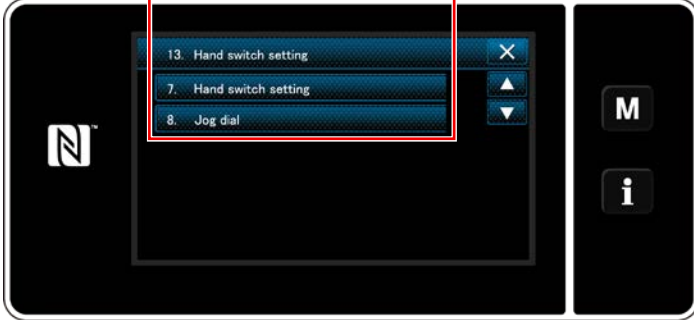 13. Hand switch setting
7. Hand switch setting
8. Jog dial
M
i